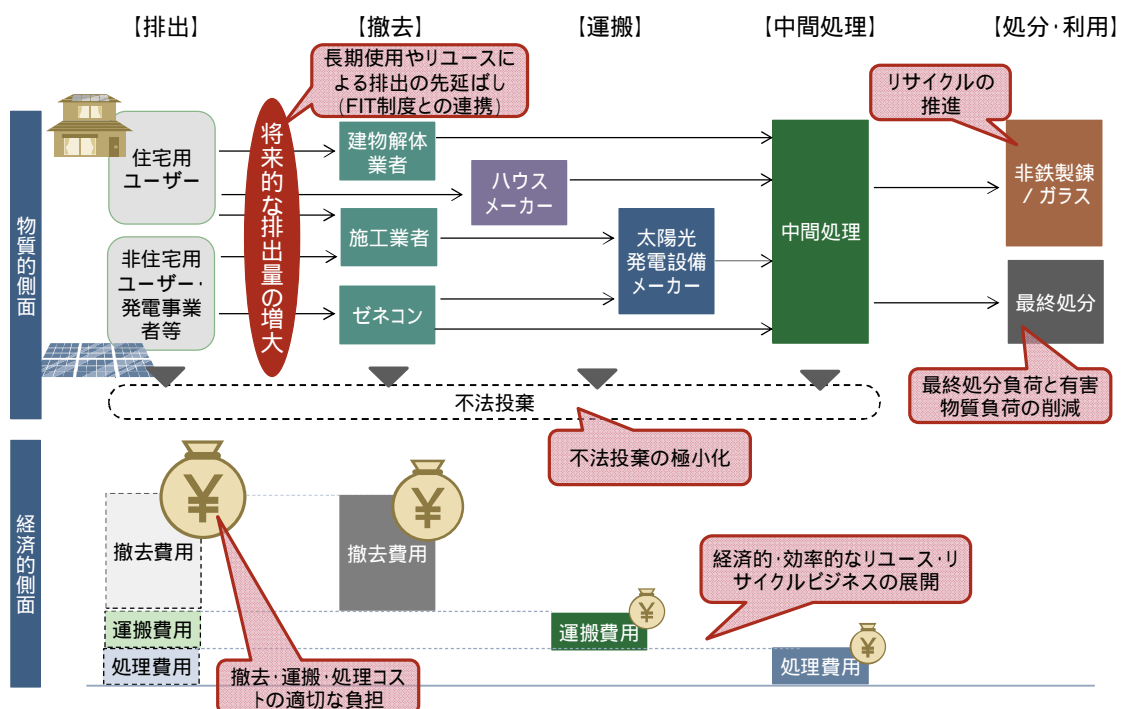 【排出】
【撤去】
【運搬】
【中間処理】
【処分・利用】
長期使用やリユースに
よる排出の先延ばし
(FIT制度との連携)
リサイクルの
推進
物質的側面
住宅用
ユーザー
非住宅用
ユーザー・
発電事業
者等
将来的な排出量の増大
建物解体
業者
施工業者
ゼネコン
ハウス
メーカー
太陽光
発電設備
メーカー
中間処理
非鉄製錬
/ ガラス
最終処分
最終処分負荷と有害
物質負荷の削減
不法投棄
不法投棄の極小化
経済的側面
撤去費用
運搬費用
処理費用
撤去費用
運搬費用
処理費用
経済的・効率的なリユース・リ
サイクルビジネスの展開
撤去・運搬・処理コス
トの適切な負担
¥
¥
¥
¥